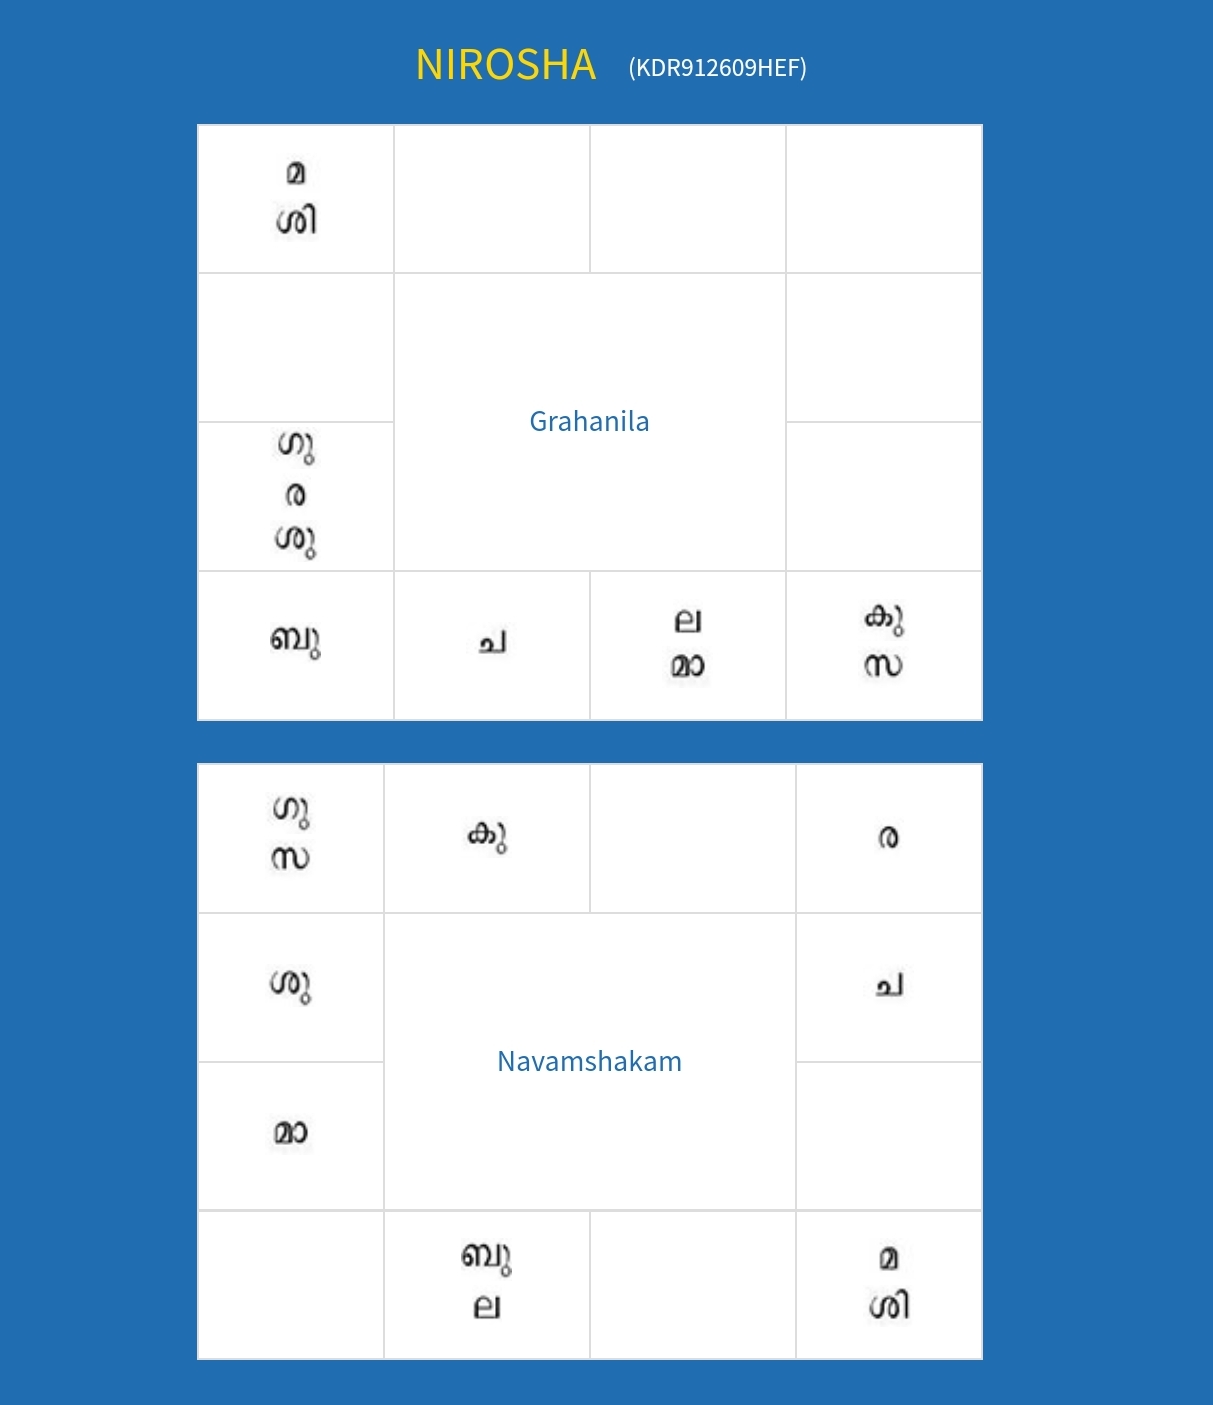 NIROSHA (KDR912609HEF)
മ
ശി
Grahanila
ഗു
ര
ശു
ബു
ച
ല
മാ
കു
സ
ഗു
സ
കു
ര
ശു
ച
Navamshakam
മാ
ബു
ല
മ
ശി